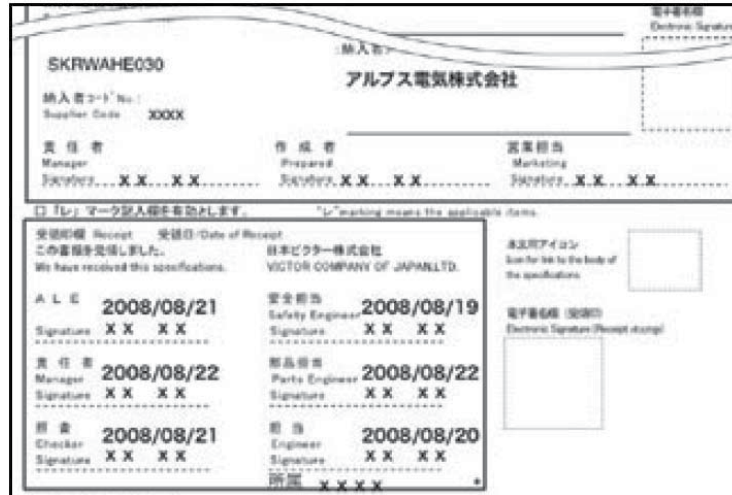 電子署名欄
Electronic Signature
納入者
SKRWAHE030
アルプス電気株式会社
納入者コード No:
Supplier Code XXXX
責任者 作成者 営業担当
Manager Prepared Marketing
Signature XX XX Signature XX XX Signature XX XX
□ 「レ」マーク記入欄を有効とします。 "レ"marking means the applicable items.
受領印欄 Receipt 受領日/Date of Receipt
この書類を受領しました。 日本ビクター株式会社
We have received this specifications. VICTOR COMPANY OF JAPAN,LTD.
本文用アイコン
Icon for link to the body of
the specifications
ALE 2008/08/21 安全担当 2008/08/19
Safety Engineer
Signature XX XX Signature XX XX
電子署名欄 (受領印)
Electronic Signature (Receipt stamp)
責任者 部品担当
Manager 2008/08/22 Parts Engineer 2008/08/22
Signature XX XX Signature XX XX
照査 担当
Checker 2008/08/21 Engineer 2008/08/20
Signature XX XX Signature XX XX
所属 XXXX